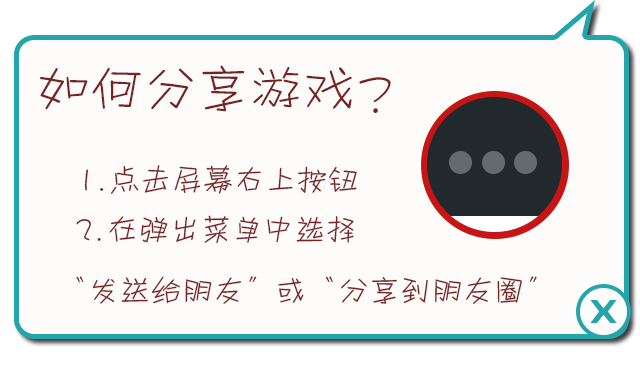 如何分享游戏？
1.点击屏幕右上按钮
2.在弹出菜单中选择
“发送给朋友”或“分享到朋友圈”
X